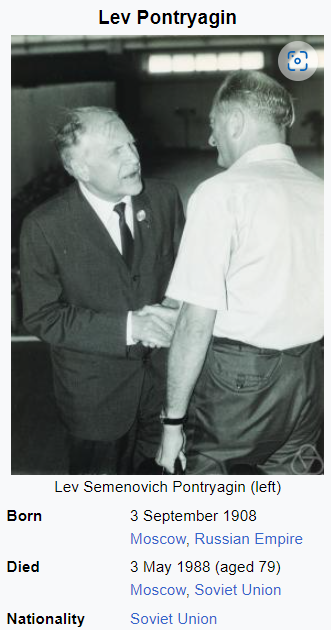 Lev Pontryagin
Lev Semenovich Pontryagin (left)
Born 3 September 1908
Moscow, Russian Empire
Died 3 May 1988 (aged 79)
Moscow, Soviet Union
Nationality Soviet Union